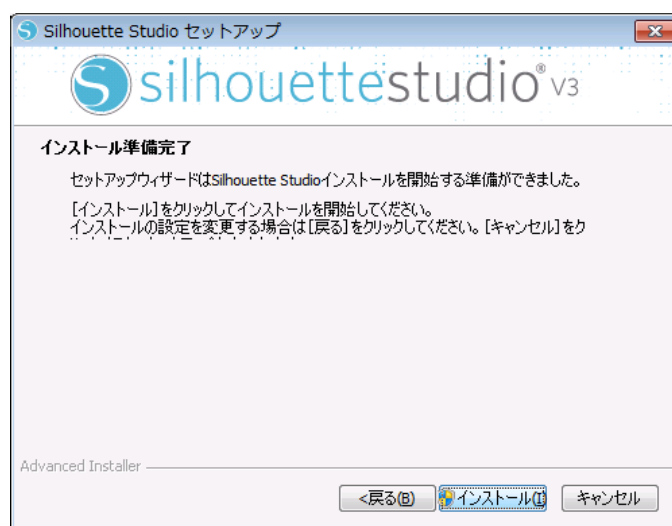 Silhouette Studio セットアップ
silhouettestudio® v3
インストール準備完了
セットアップウィザードはSilhouette Studioインストールを開始する準備ができました。
[インストール]をクリックしてインストールを開始してください。
インストールの設定を変更する場合は[戻る]をクリックしてください。[キャンセル]をク
Advanced Installer
<戻る(B)
インストール(I)
キャンセル